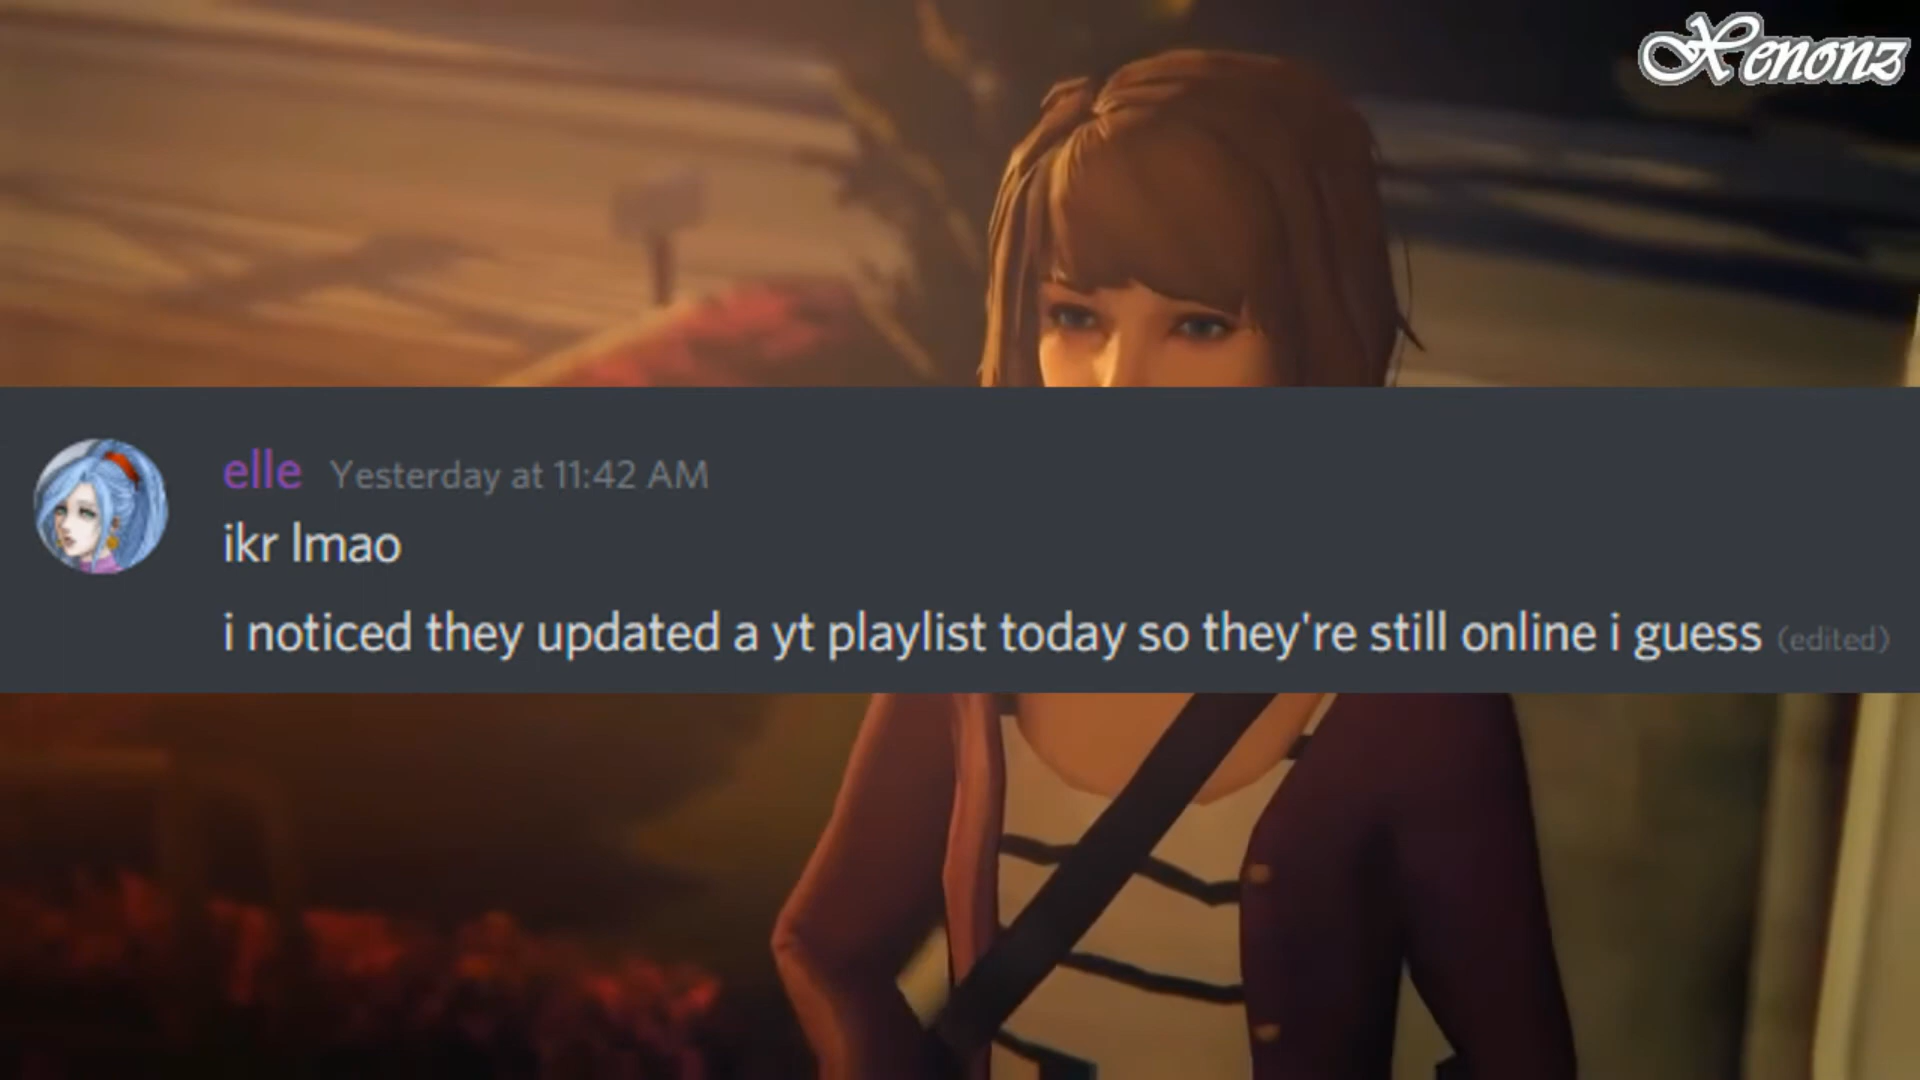 Xenonz
elle Yesterday at 11:42 AM
ikr lmao
i noticed they updated a yt playlist today so they're still online i guess (edited)